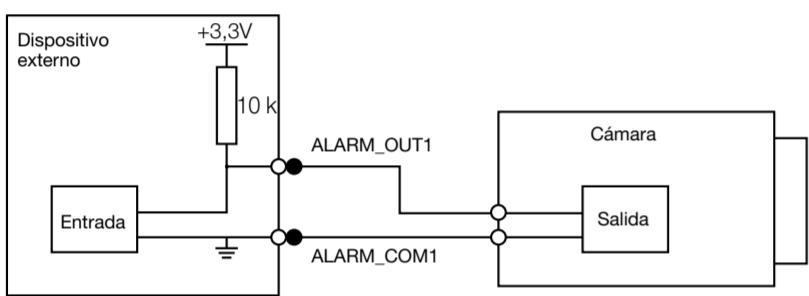 Dispositivo
externo
+3,3V
10 k
ALARM_OUT1
Cámara
Entrada
Salida
ALARM_COM1